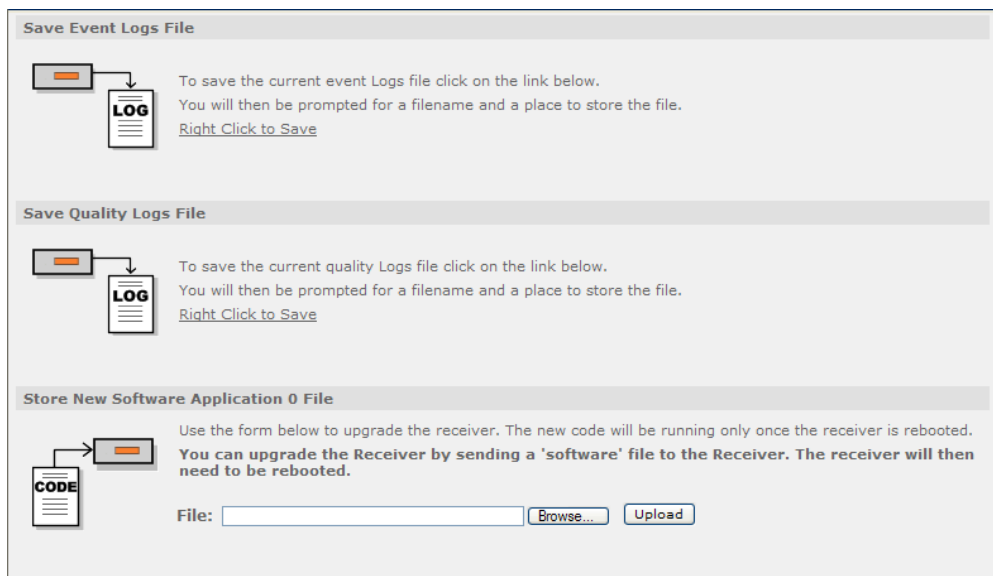 Save Event Logs File
LOG
To save the current event Logs file click on the link below.
You will then be prompted for a filename and a place to store the file.
Right Click to Save
Save Quality Logs File
LOG
To save the current quality Logs file click on the link below.
You will then be prompted for a filename and a place to store the file.
Right Click to Save
Store New Software Application 0 File
CODE
Use the form below to upgrade the receiver. The new code will be running only once the receiver is rebooted.
You can upgrade the Receiver by sending a 'software' file to the Receiver. The receiver will then
need to be rebooted.
File: Browse... Upload